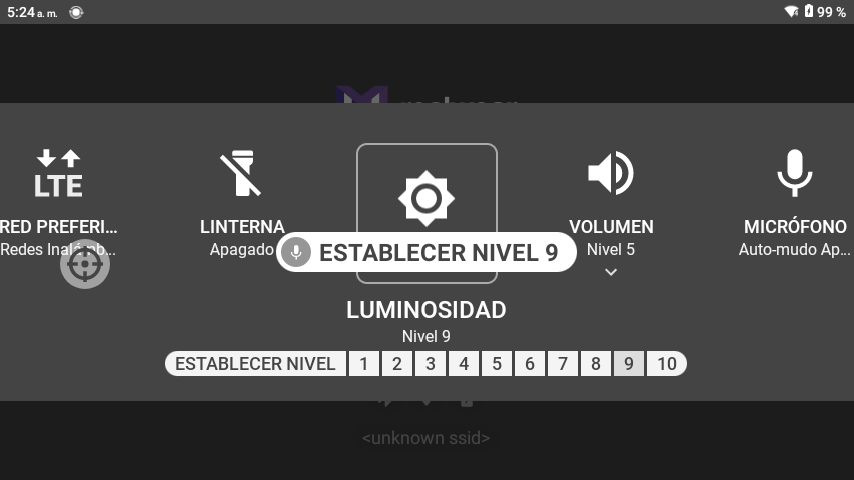 5:24 a. m.
99 %
LTE
RED PREFERI...
LINTERNA
VOLUMEN
MICRÓFONO
Apagado
Nivel 5
Auto-mudo Ap...
ESTABLECER NIVEL 9
LUMINOSIDAD
Nivel 9
ESTABLECER NIVEL 1 2 3 4 5 6 7 8 9 10
<unknown ssid>